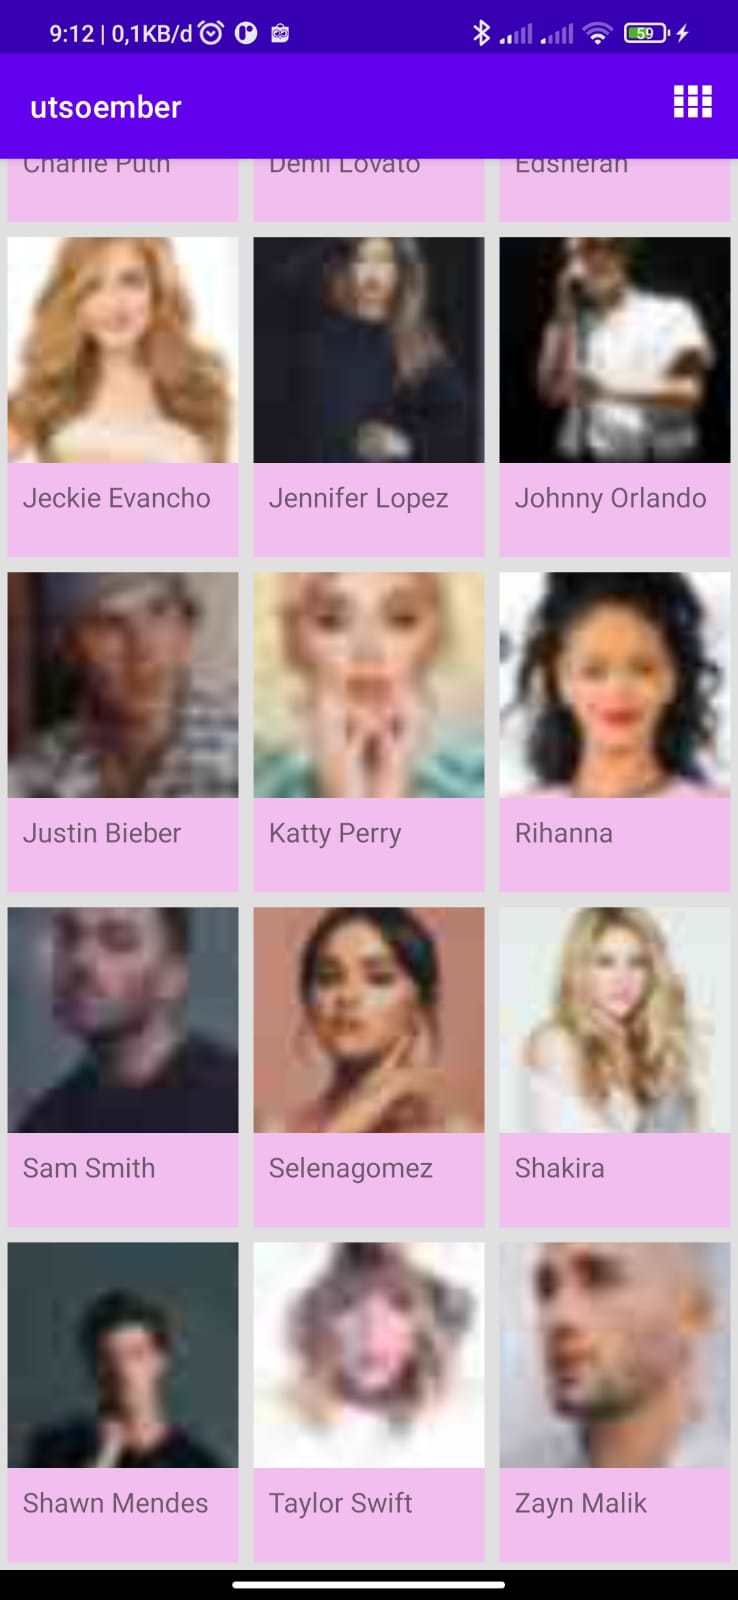 9:12 | 0,1KB/d
59
utsoember
Charlie Puth
Demi Lovato
Edsheran
Jeckie Evancho
Jennifer Lopez
Johnny Orlando
Justin Bieber
Katty Perry
Rihanna
Sam Smith
Selenagomez
Shakira
Shawn Mendes
Taylor Swift
Zayn Malik